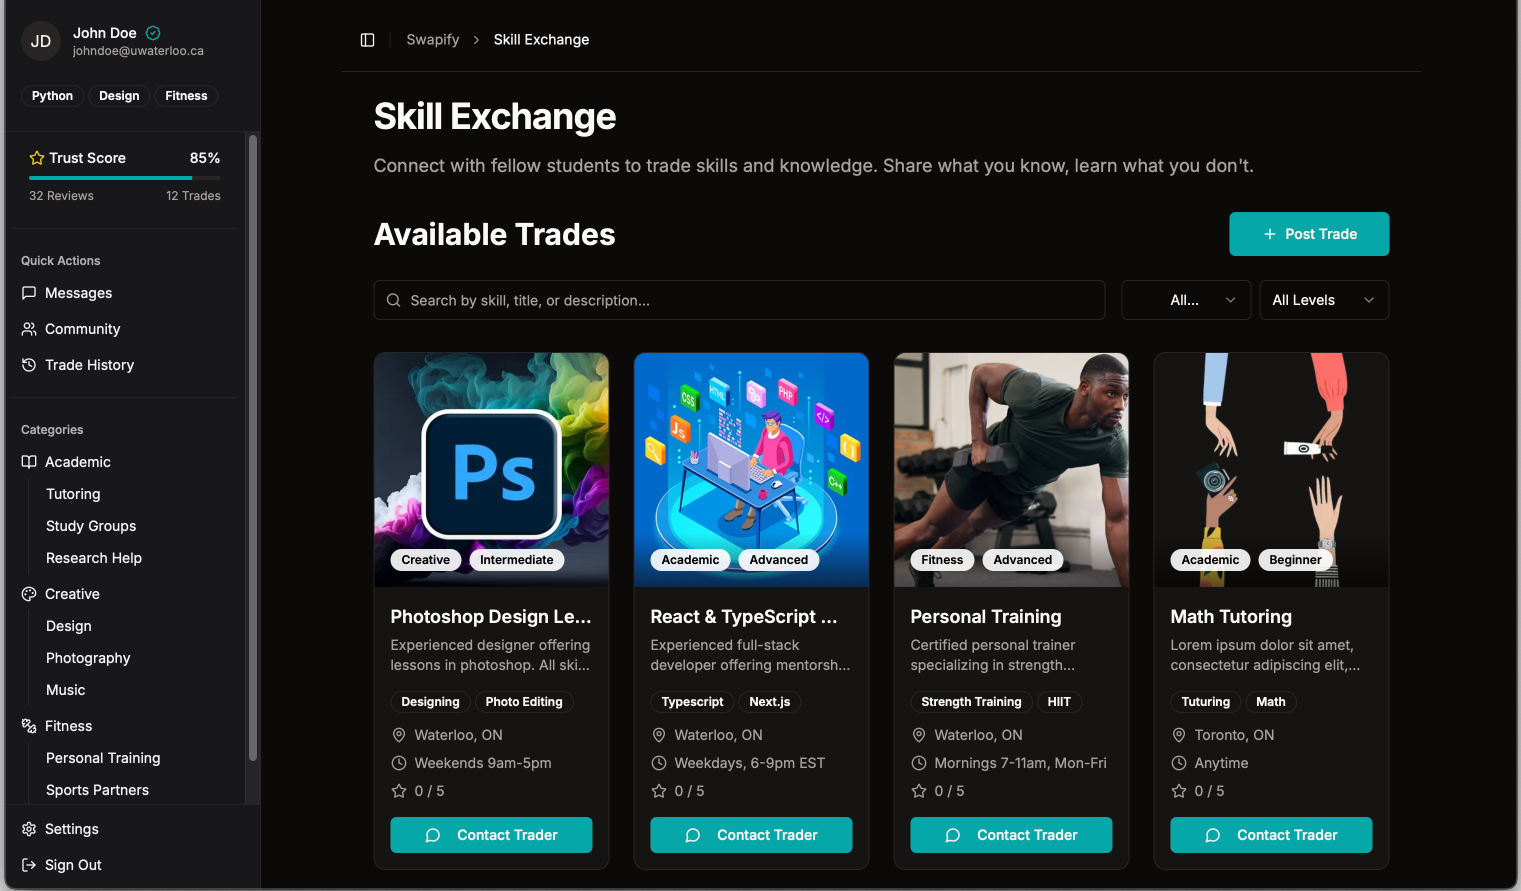 JD
John Doe
johndoe@uwaterloo.ca
Python Design Fitness
Trust Score 85%
32 Reviews 12 Trades
Quick Actions
Messages
Community
Trade History
Categories
Academic
Tutoring
Study Groups
Research Help
Creative
Design
Photography
Music
Fitness
Personal Training
Sports Partners
Settings
Sign Out
Swapify > Skill Exchange
Skill Exchange
Connect with fellow students to trade skills and knowledge. Share what you know, learn what you don't.
Available Trades
+ Post Trade
Search by skill, title, or description...
All...
All Levels
Ps
Creative Intermediate
Photoshop Design Le...
Experienced designer offering
lessons in photoshop. All ski...
Designing Photo Editing
Waterloo, ON
Weekends 9am-5pm
0 / 5
Contact Trader
CSS
HTML
PHP
JS
C++
Academic Advanced
React & TypeScript ...
Experienced full-stack
developer offering mentorsh...
Typescript Next.js
Waterloo, ON
Weekdays, 6-9pm EST
0 / 5
Contact Trader
Fitness Advanced
Personal Training
Certified personal trainer
specializing in strength...
Strength Training HIIT
Waterloo, ON
Mornings 7-11am, Mon-Fri
0 / 5
Contact Trader
Academic Beginner
Math Tutoring
Lorem ipsum dolor sit amet,
consectetur adipiscing elit,...
Tuturing Math
Toronto, ON
Anytime
0 / 5
Contact Trader